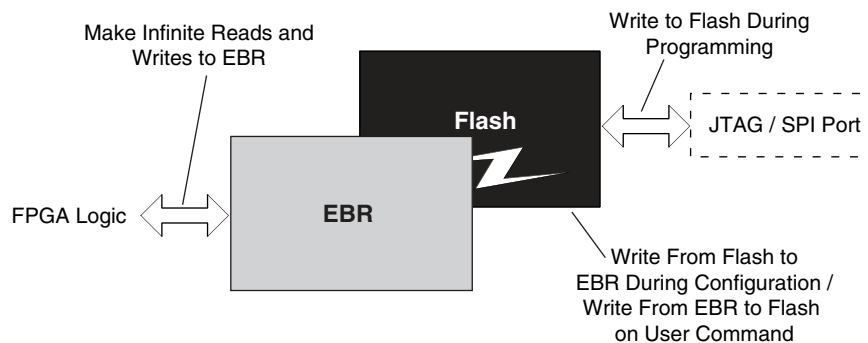 Make Infinite Reads and
Writes to EBR
Write to Flash During
Programming
Flash
JTAG / SPI Port
FPGA Logic
EBR
Write From Flash to
EBR During Configuration /
Write From EBR to Flash
on User Command